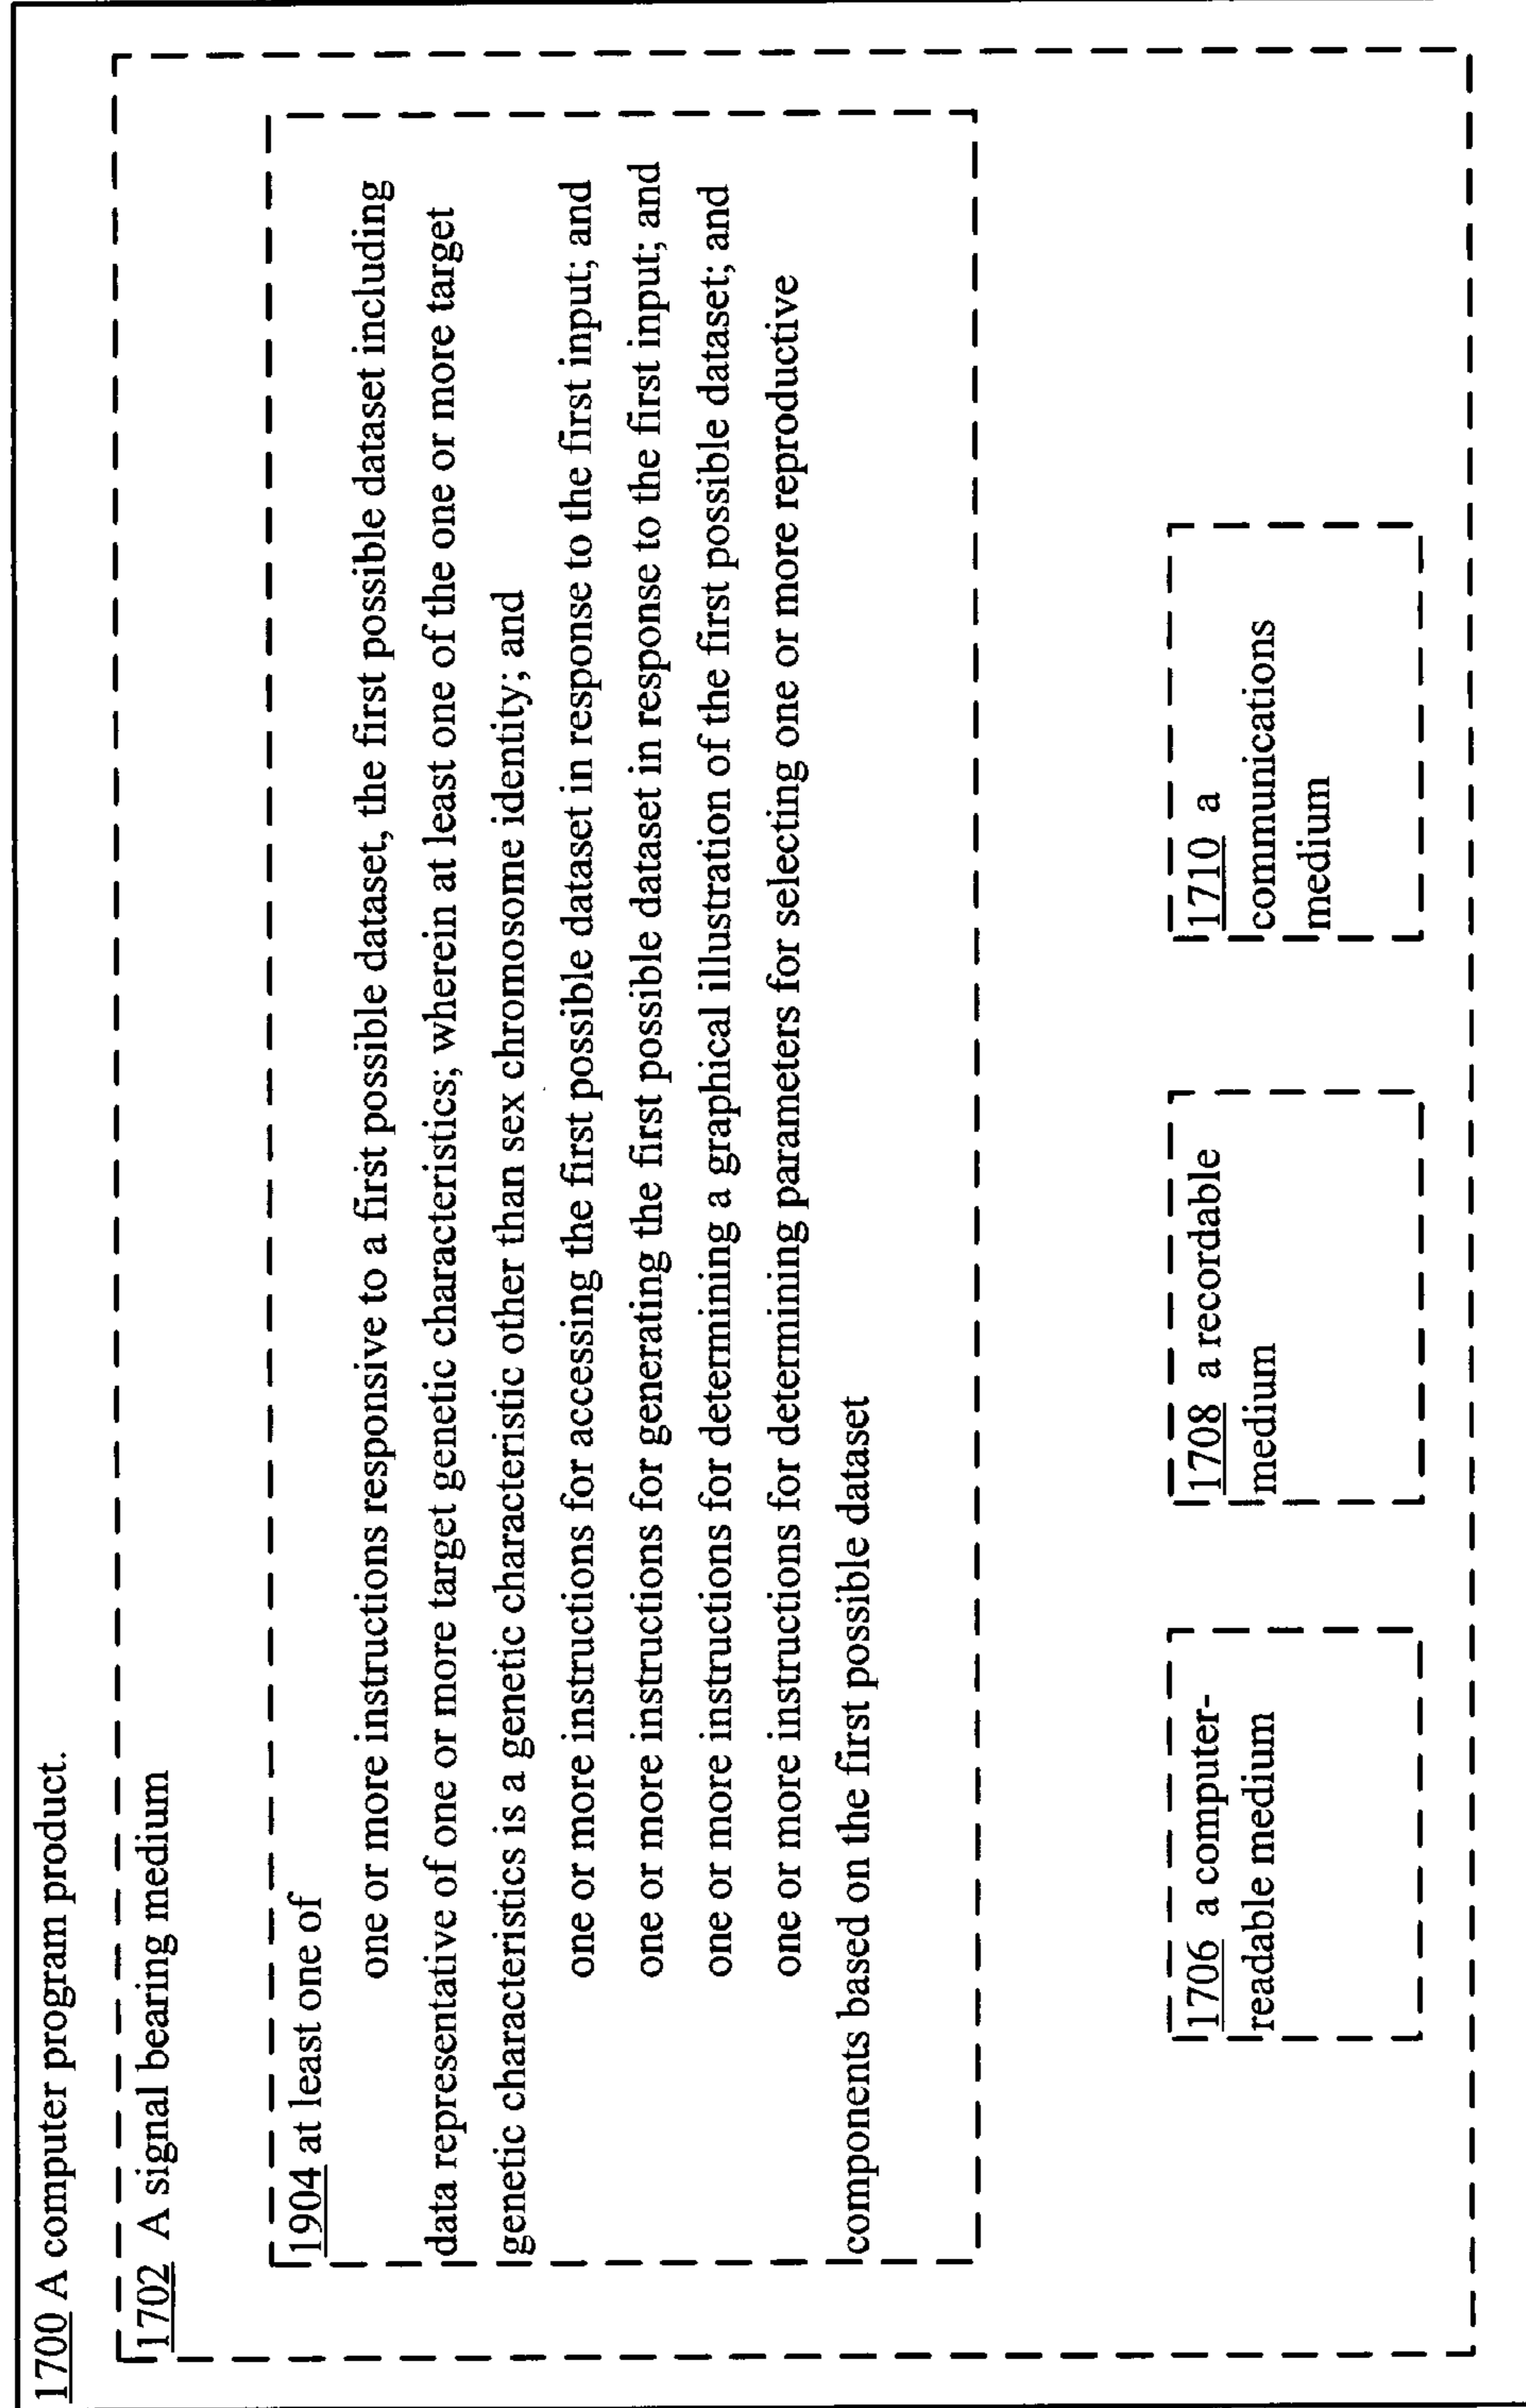 1700 A computer program product.
1702 A signal bearing medium
1904 at least one of
one or more instructions responsive to a first possible dataset, the first possible dataset including
data representative of one or more target genetic characteristics; wherein at least one of the one or more target
genetic characteristics is a genetic characteristic other than sex chromosome identity; and
one or more instructions for accessing the first possible dataset in response to the first input; and
one or more instructions for generating the first possible dataset in response to the first input; and
one or more instructions for determining a graphical illustration of the first possible dataset; and
one or more instructions for determining parameters for selecting one or more reproductive
components based on the first possible dataset
1706 a computer-
readable medium
1708 a recordable
medium
1710 a
communications
medium